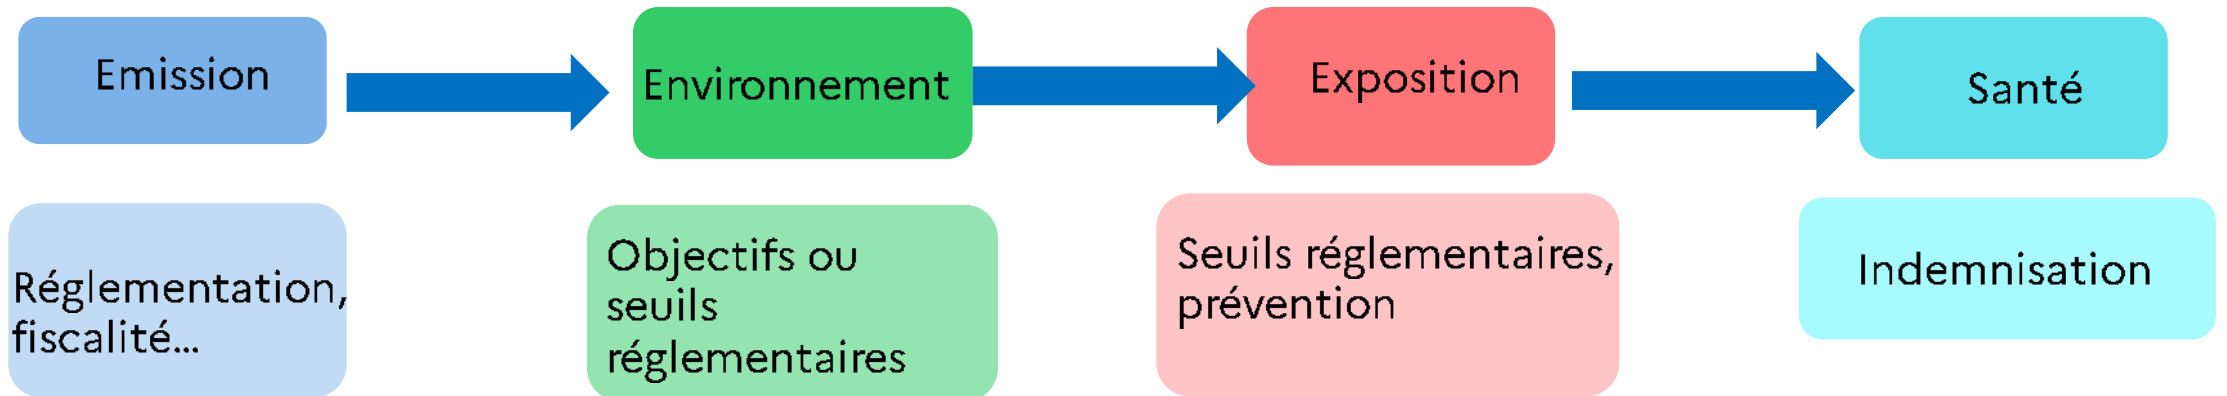 Emission
Environnement
Exposition
Santé
Réglementation,
fiscalité...
Objectifs ou
seuils
réglementaires
Seuils réglementaires,
prévention
Indemnisation